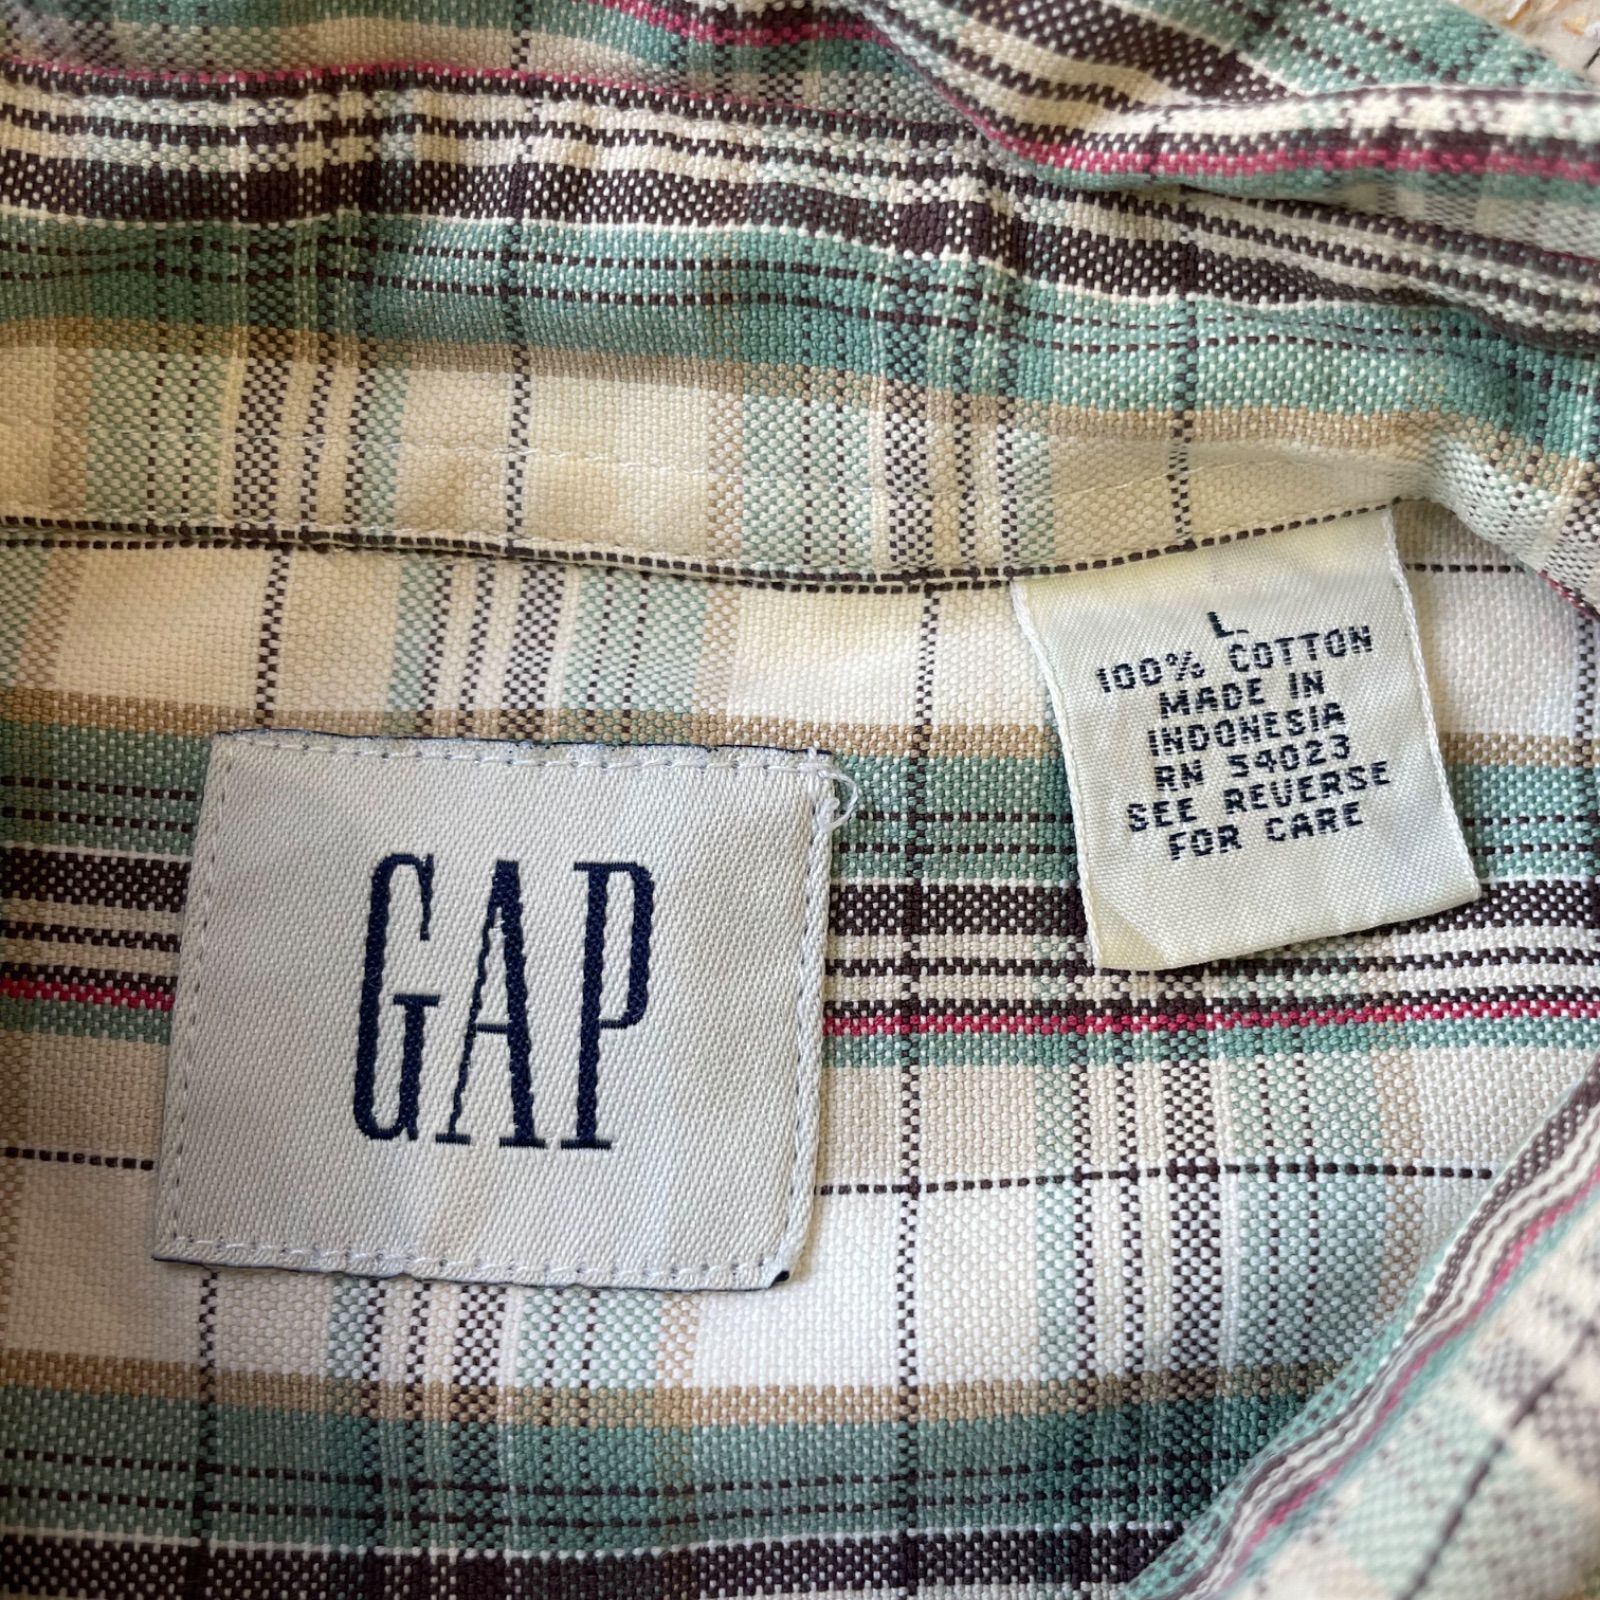 GAP
L.
100% COTTON
MADE IN
INDONESIA
RN 54023
SEE REVERSE
FOR CARE